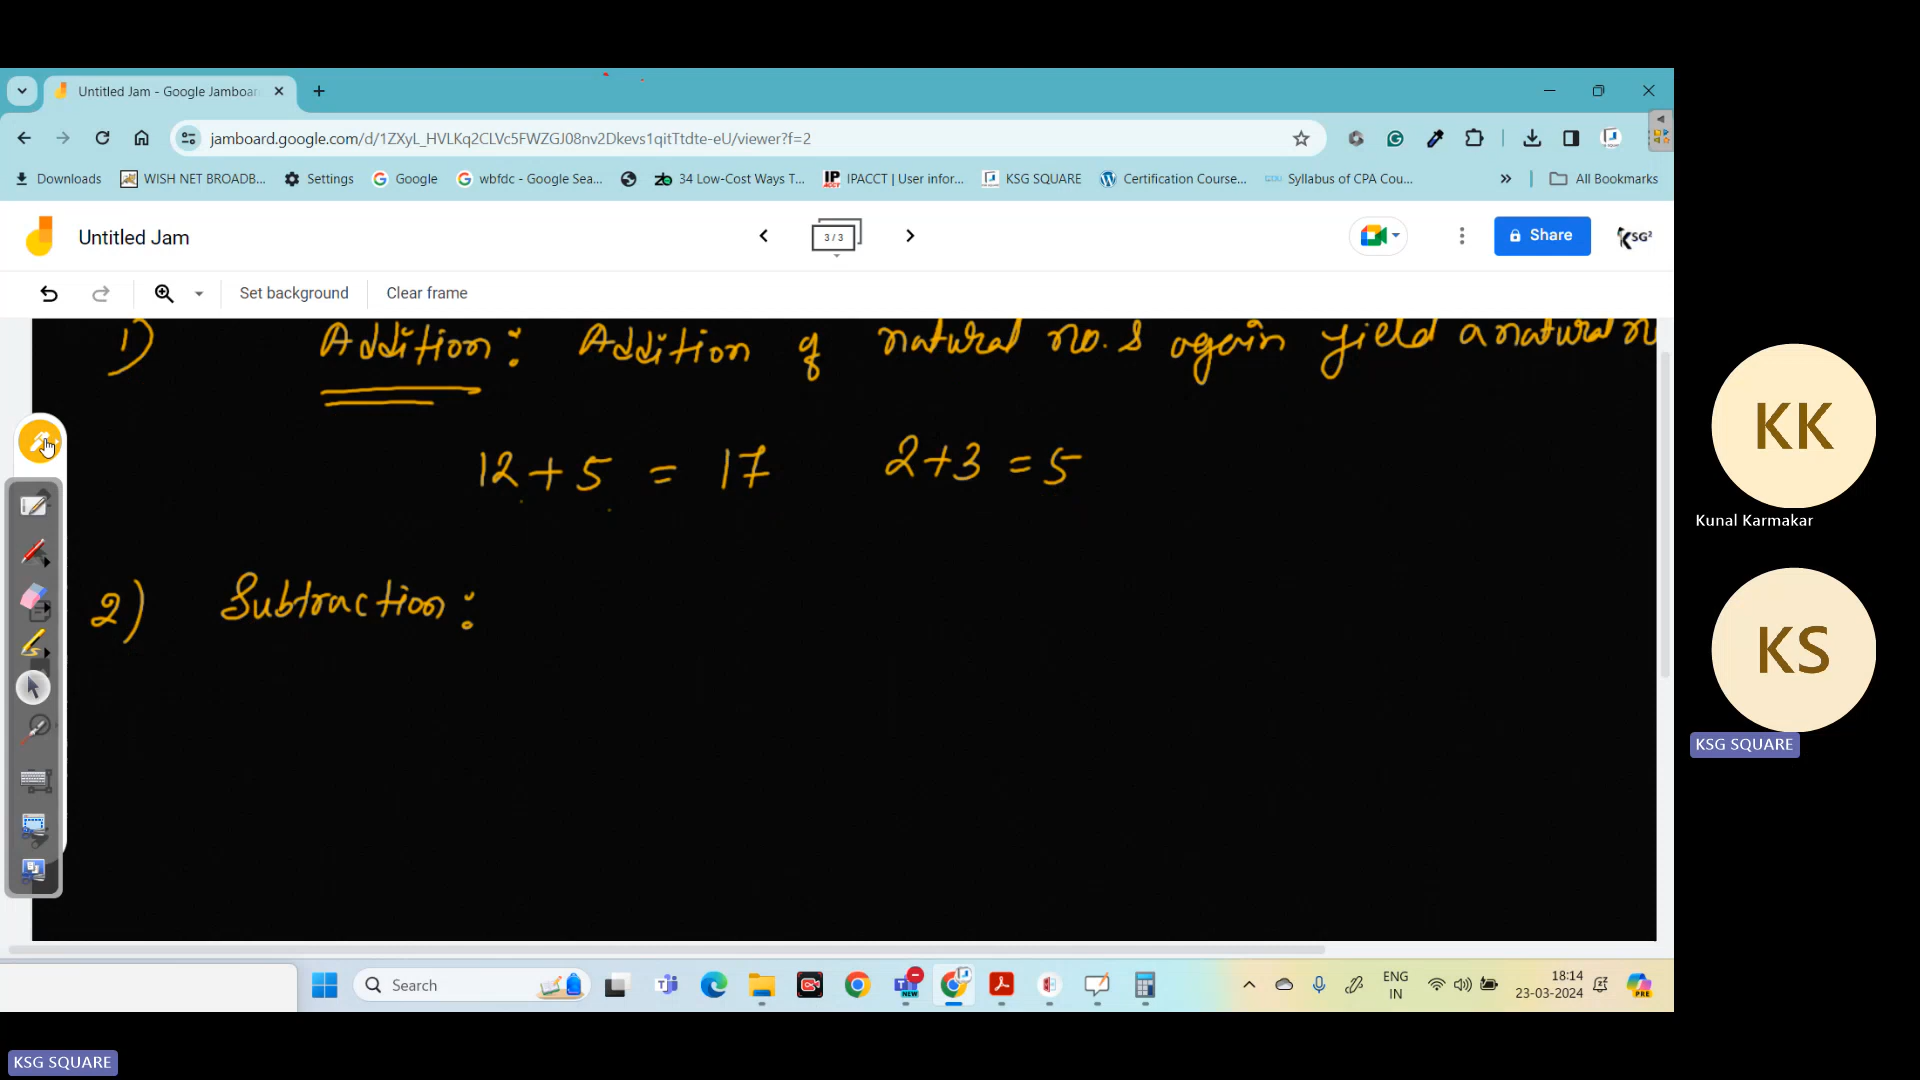 Untitled Jam - Google Jamboar
jamboard.google.com/d/1ZXyL_HVLKq2CLVc5FWZGJ08nv2Dkevs1qitTtdte-eU/viewer?f=2
Downloads WISH NET BROADB... Settings Google wbfdc - Google Sea... 34 Low-Cost Ways T... IPACCT | User infor... KSG SQUARE Certification Course... Syllabus of CPA Cou... » All Bookmarks
Untitled Jam 3 / 3 Share KSG²
Set background Clear frame
1) Addition: Addition of natural no.s again yield a natural n
12+5 = 17 2+3 =5
2) Subtraction:
KK
Kunal Karmakar
KS
KSG SQUARE
Search NEW ENG IN 18:14 23-03-2024 PRE
KSG SQUARE